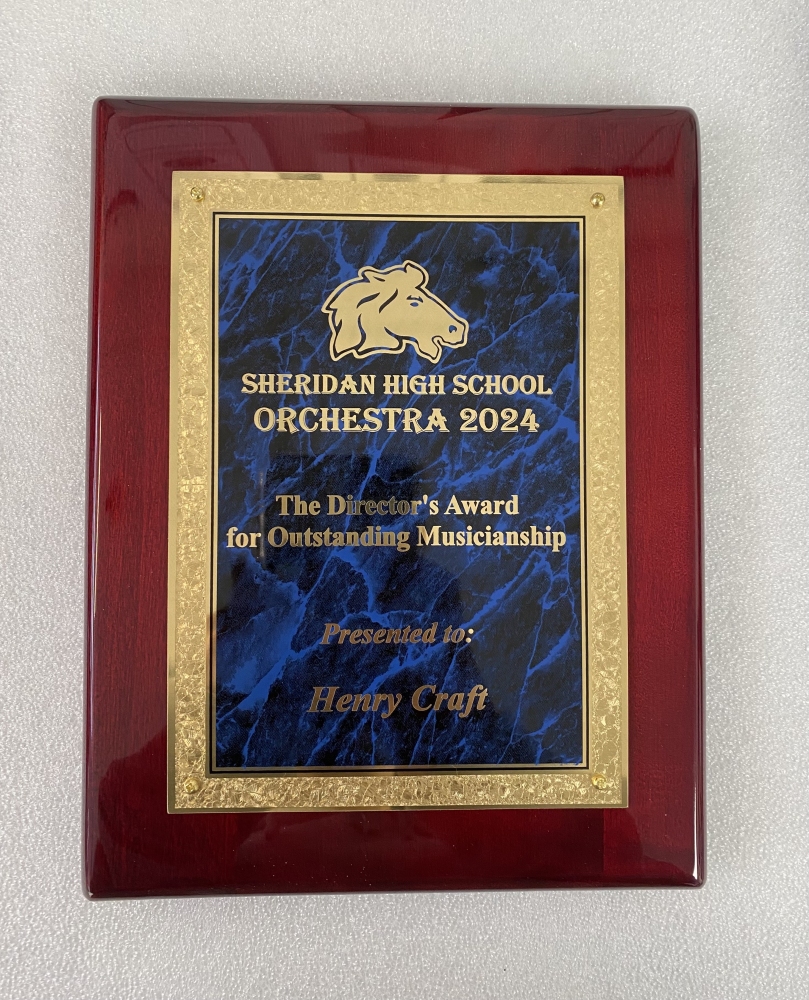 SHERIDAN HIGH SCHOOL
ORCHESTRA 2024
The Director's Award
for Outstanding Musicianship
Presented to:
Henry Craft